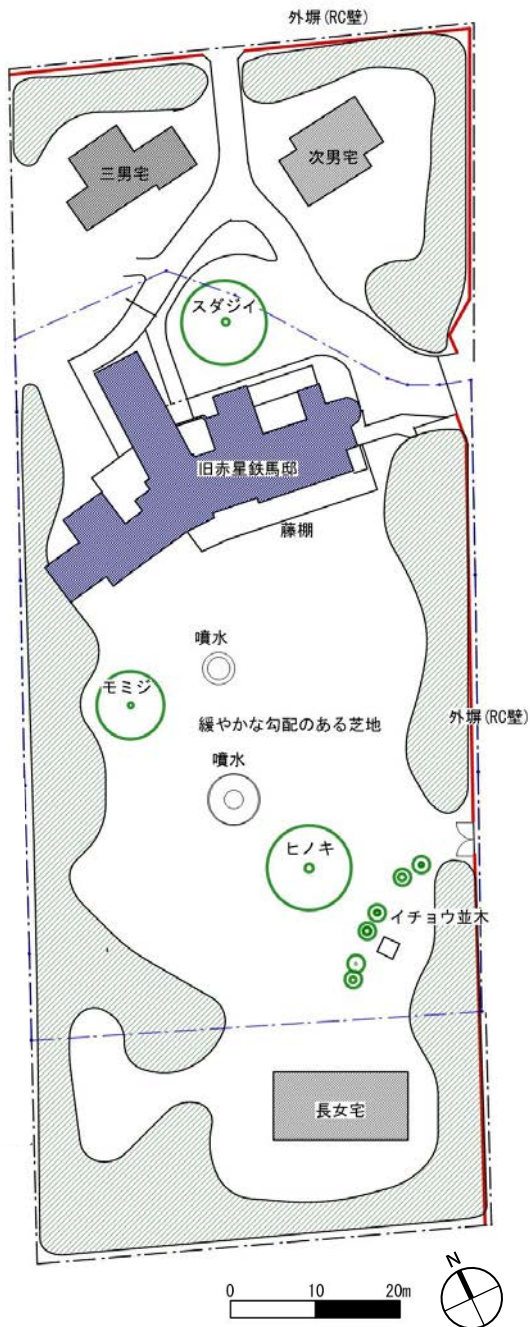 外塀(RC壁)
三男宅
次男宅
スダジイ
旧赤星鉄馬邸
藤棚
噴水
モミジ
緩やかな勾配のある芝地
外塀(RC壁)
噴水
ヒノキ
イチョウ並木
長女宅
N
0 10 20m